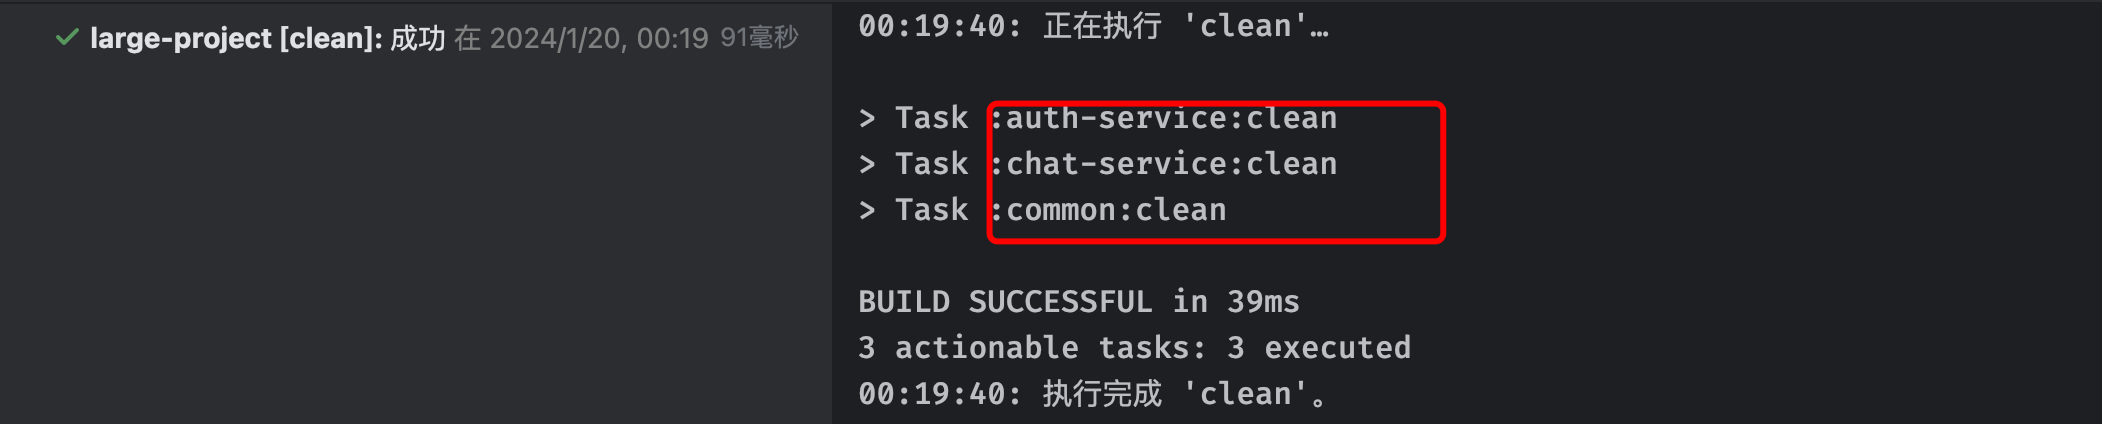 large-project [clean]: 成功 在 2024/1/20, 00:19 91毫秒
00:19:40: 正在执行 'clean'…
> Task :auth-service:clean
> Task :chat-service:clean
> Task :common:clean
BUILD SUCCESSFUL in 39ms
3 actionable tasks: 3 executed
00:19:40: 执行完成 'clean'。